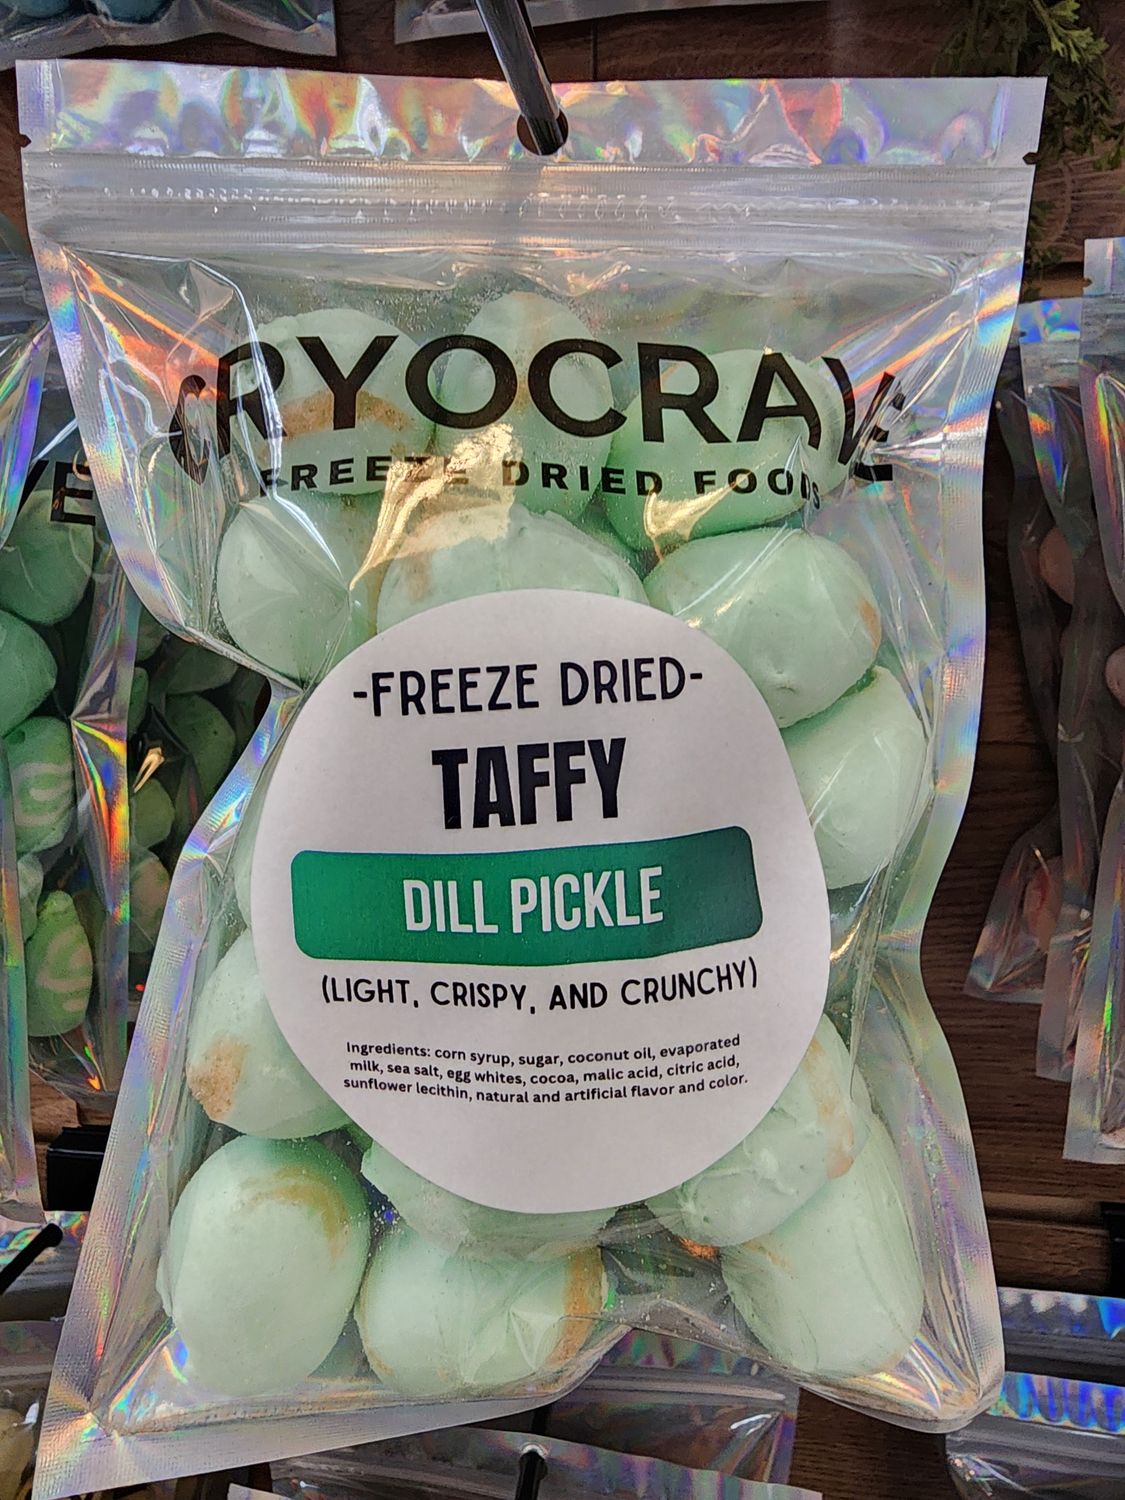 CRYOCRAVE
FREEZE DRIED FOODS
VE
-FREEZE DRIED-
TAFFY
DILL PICKLE
(LIGHT, CRISPY, AND CRUNCHY)
Ingredients: corn syrup, sugar, coconut oil, evaporated
milk, sea salt, egg whites, cocoa, malic acid, citric acid,
sunflower lecithin, natural and artificial flavor and color.